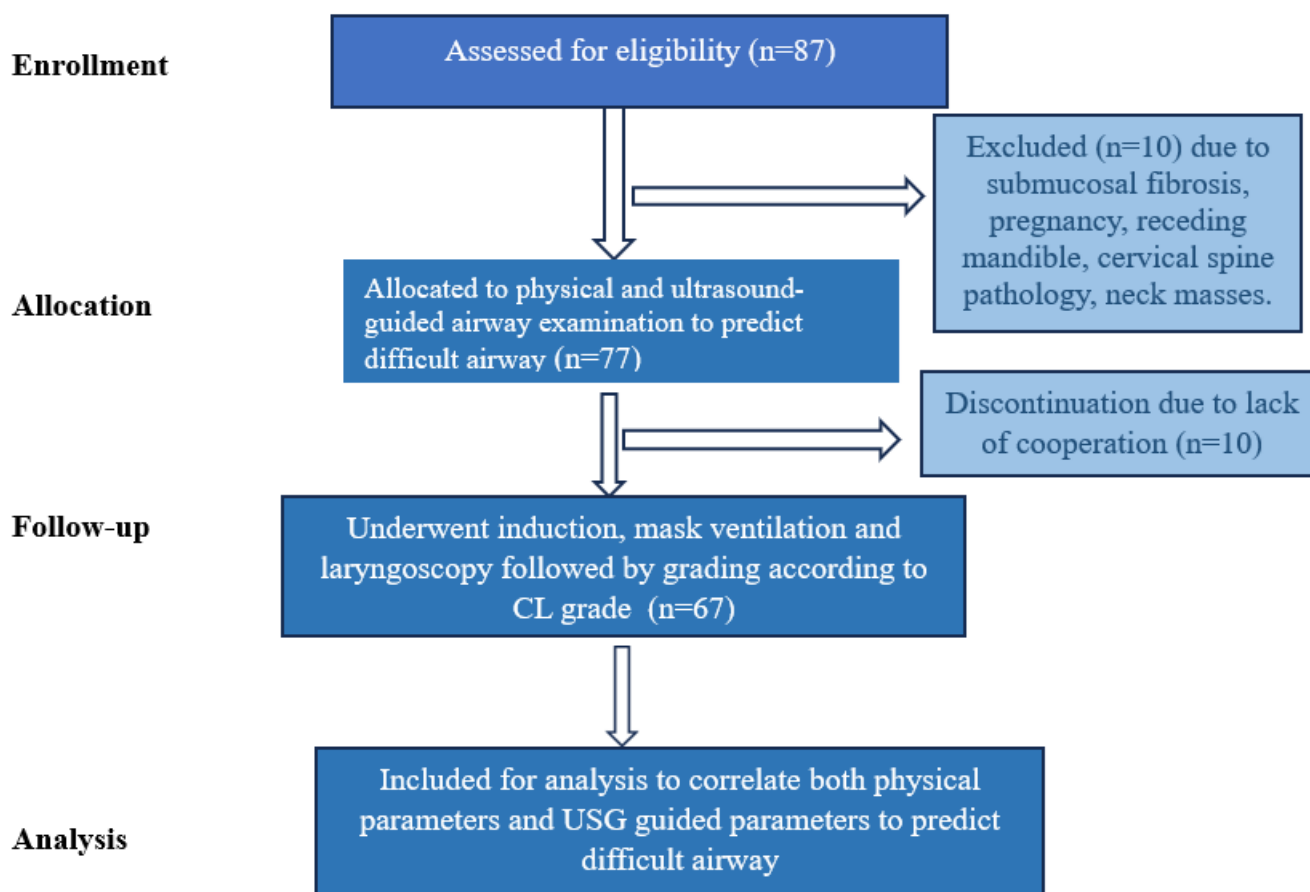 Enrollment
Assessed for eligibility (n=87)
Excluded (n=10) due to
submucosal fibrosis,
pregnancy, receding
mandible, cervical spine
pathology, neck masses.
Allocation
Allocated to physical and ultrasound-
guided airway examination to predict
difficult airway (n=77)
Discontinuation due to lack
of cooperation (n=10)
Follow-up
Underwent induction, mask ventilation and
laryngoscopy followed by grading according to
CL grade (n=67)
Analysis
Included for analysis to correlate both physical
parameters and USG guided parameters to predict
difficult airway